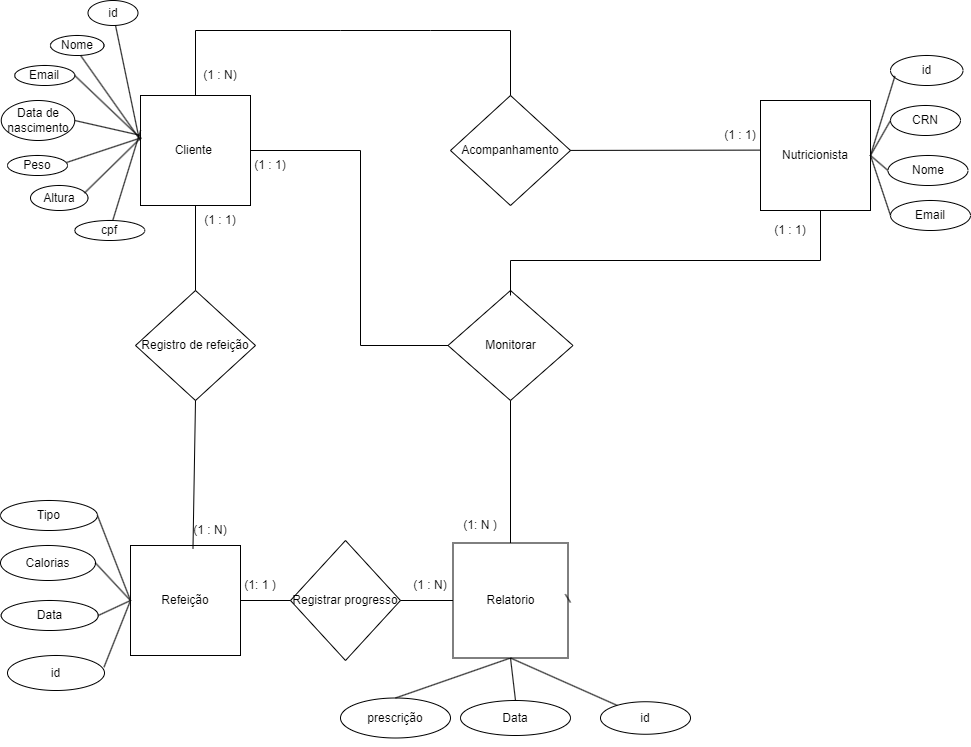 id
Nome
Email
Data de
nascimento
Peso
Altura
cpf
(1 : N)
Cliente
(1 : 1)
(1 : 1)
Acompanhamento
(1 : 1)
Nutricionista
id
CRN
Nome
Email
(1 : 1)
Registro de refeição
Monitorar
(1 : N)
(1: N )
Tipo
Calorias
Data
id
Refeição
(1: 1 )
Registrar progresso
(1 : N)
Relatorio
prescrição
Data
id